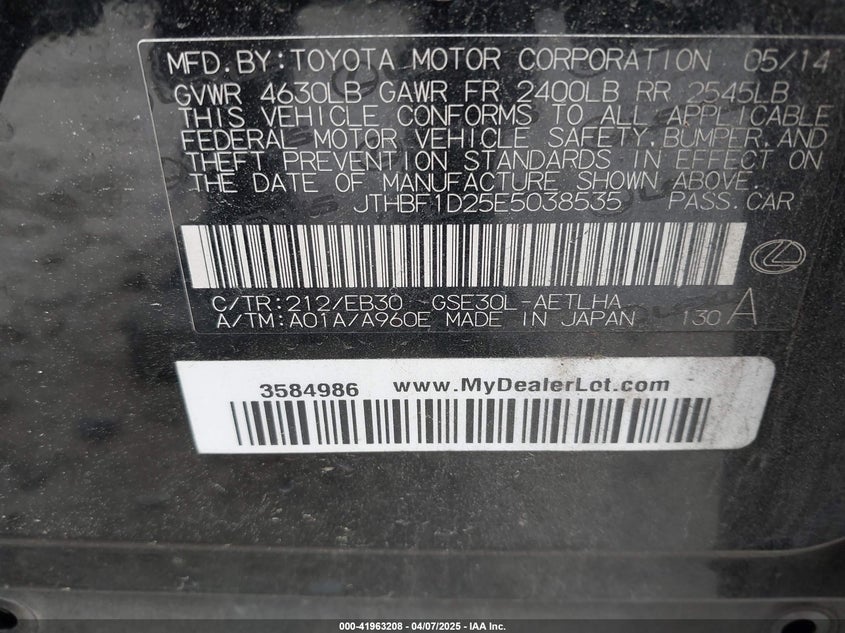 MFD.BY:TOYOTA MOTOR CORPORATION 05/14
GVWR 4630LB GAWR FR 2400LB RR 2545LB
THIS VEHICLE CONFORMS TO ALL APPLICABLE
FEDERAL MOTOR VEHICLE SAFETY,BUMPER,AND
THEFT PREVENTION STANDARDS IN EFFECT ON
THE DATE OF MANUFACTURE SHOWN ABOVE.
JTHBF1D25E5038535 PASS.CAR
C/TR:212/EB30 GSE30L-AETLHA
A/TM:A01A/A960E MADE IN JAPAN 130 A
3584986 www.MyDealerLot.com
000-41963208 - 04/07/2025 - IAA Inc.